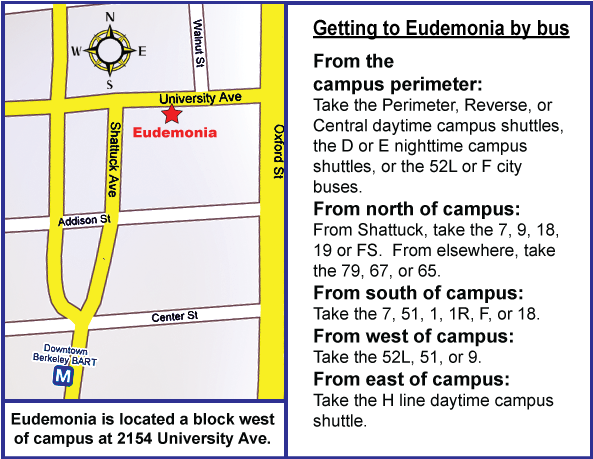 Walnut St
N
W
E
S
University Ave
Eudemonia
Shattuck Ave
Oxford St
Addison St
Center St
Downtown
Berkeley BART
M
Eudemonia is located a block west
of campus at 2154 University Ave.
Getting to Eudemonia by bus
From the
campus perimeter:
Take the Perimeter, Reverse, or
Central daytime campus shuttles,
the D or E nighttime campus
shuttles, or the 52L or F city
buses.
From north of campus:
From Shattuck, take the 7, 9, 18,
19 or FS.  From elsewhere, take
the 79, 67, or 65.
From south of campus:
Take the 7, 51, 1, 1R, F, or 18.
From west of campus:
Take the 52L, 51, or 9.
From east of campus:
Take the H line daytime campus
shuttle.